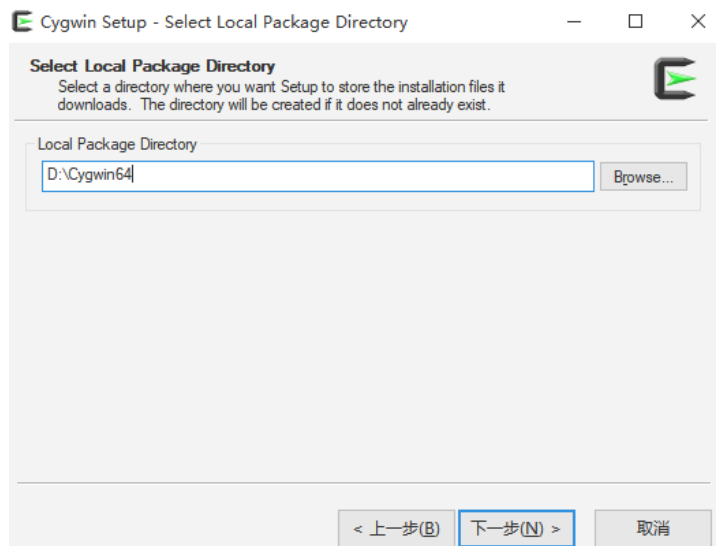 Cygwin Setup - Select Local Package Directory
Select Local Package Directory
Select a directory where you want Setup to store the installation files it
downloads. The directory will be created if it does not already exist.
Local Package Directory
D:\Cygwin64
Browse...
< 上一步(B)
下一步(N) >
取消